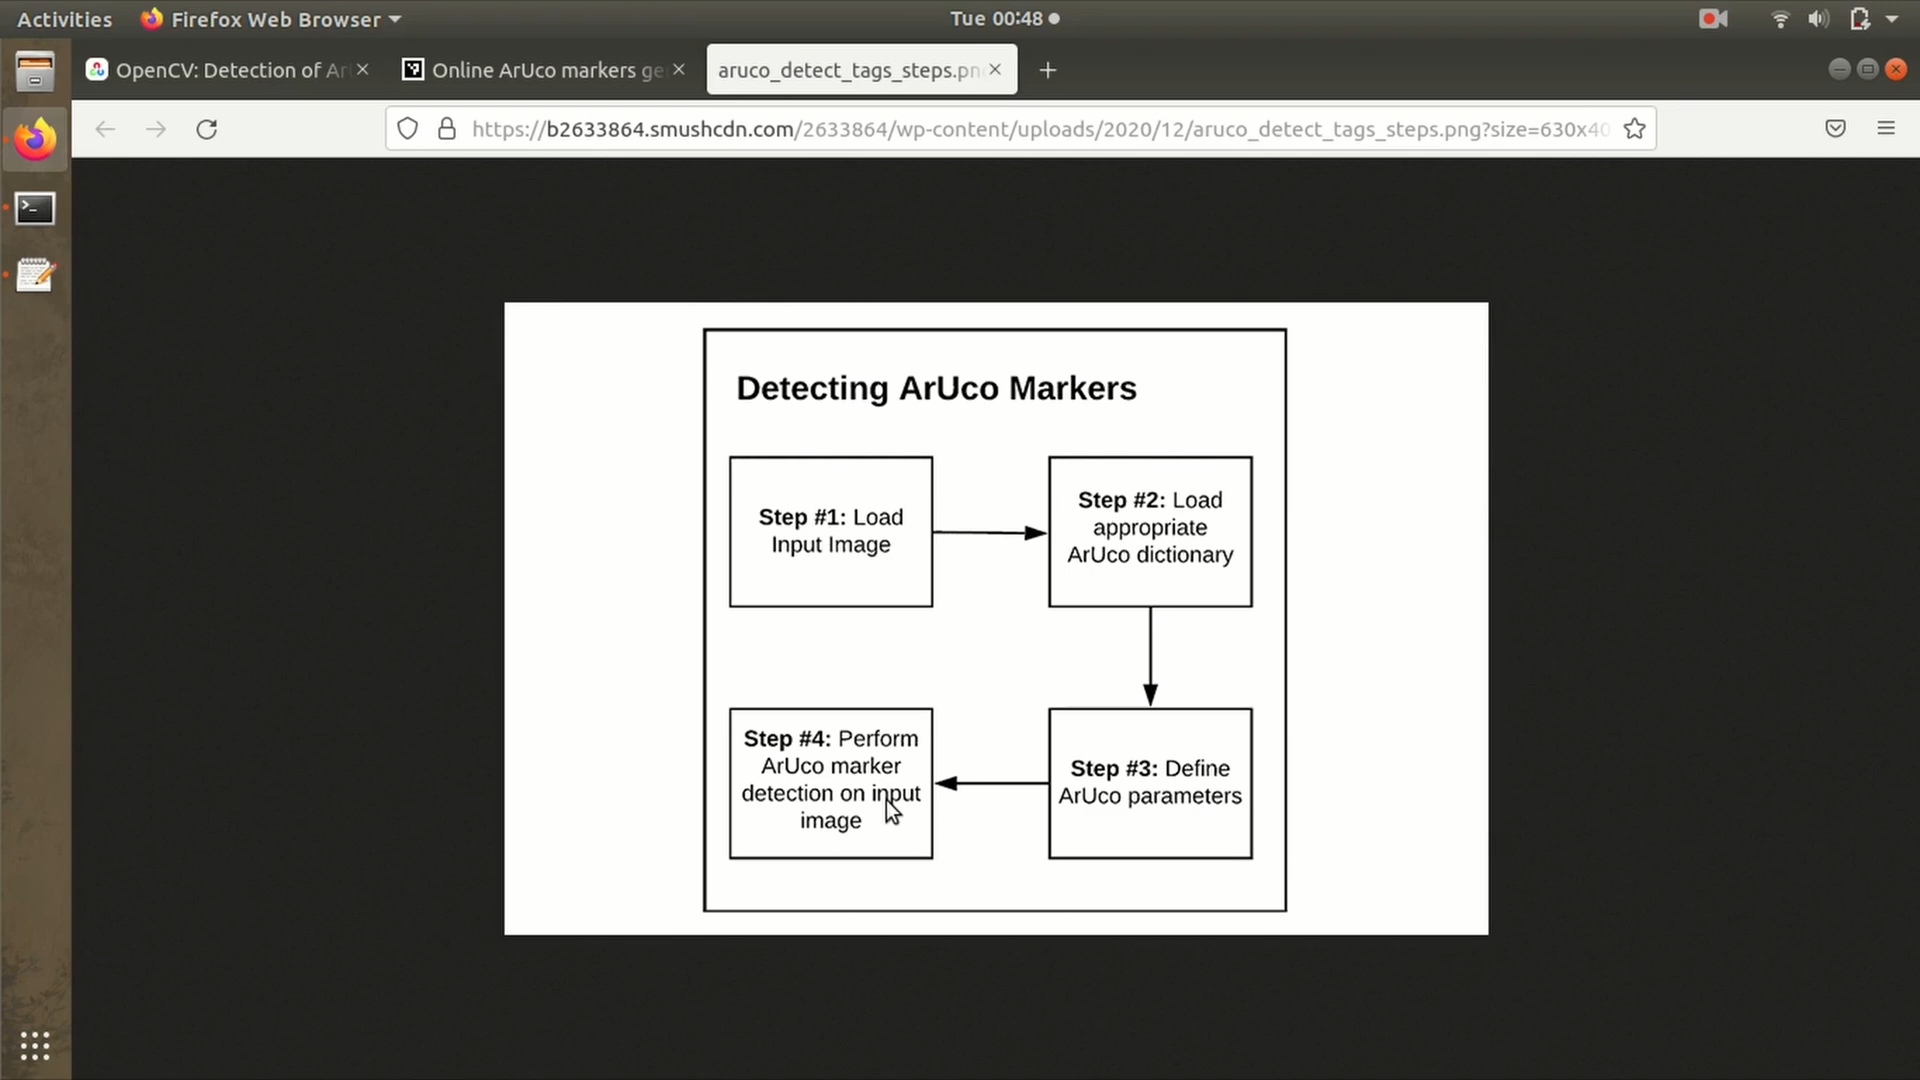 Activities Firefox Web Browser Tue 00:48
OpenCV: Detection of Ar Online ArUco markers ge aruco_detect_tags_steps.pn
https://b2633864.smushcdn.com/2633864/wp-content/uploads/2020/12/aruco_detect_tags_steps.png?size=630x40
Detecting ArUco Markers
Step #1: Load
Input Image
Step #2: Load
appropriate
ArUco dictionary
Step #3: Define
ArUco parameters
Step #4: Perform
ArUco marker
detection on input
image